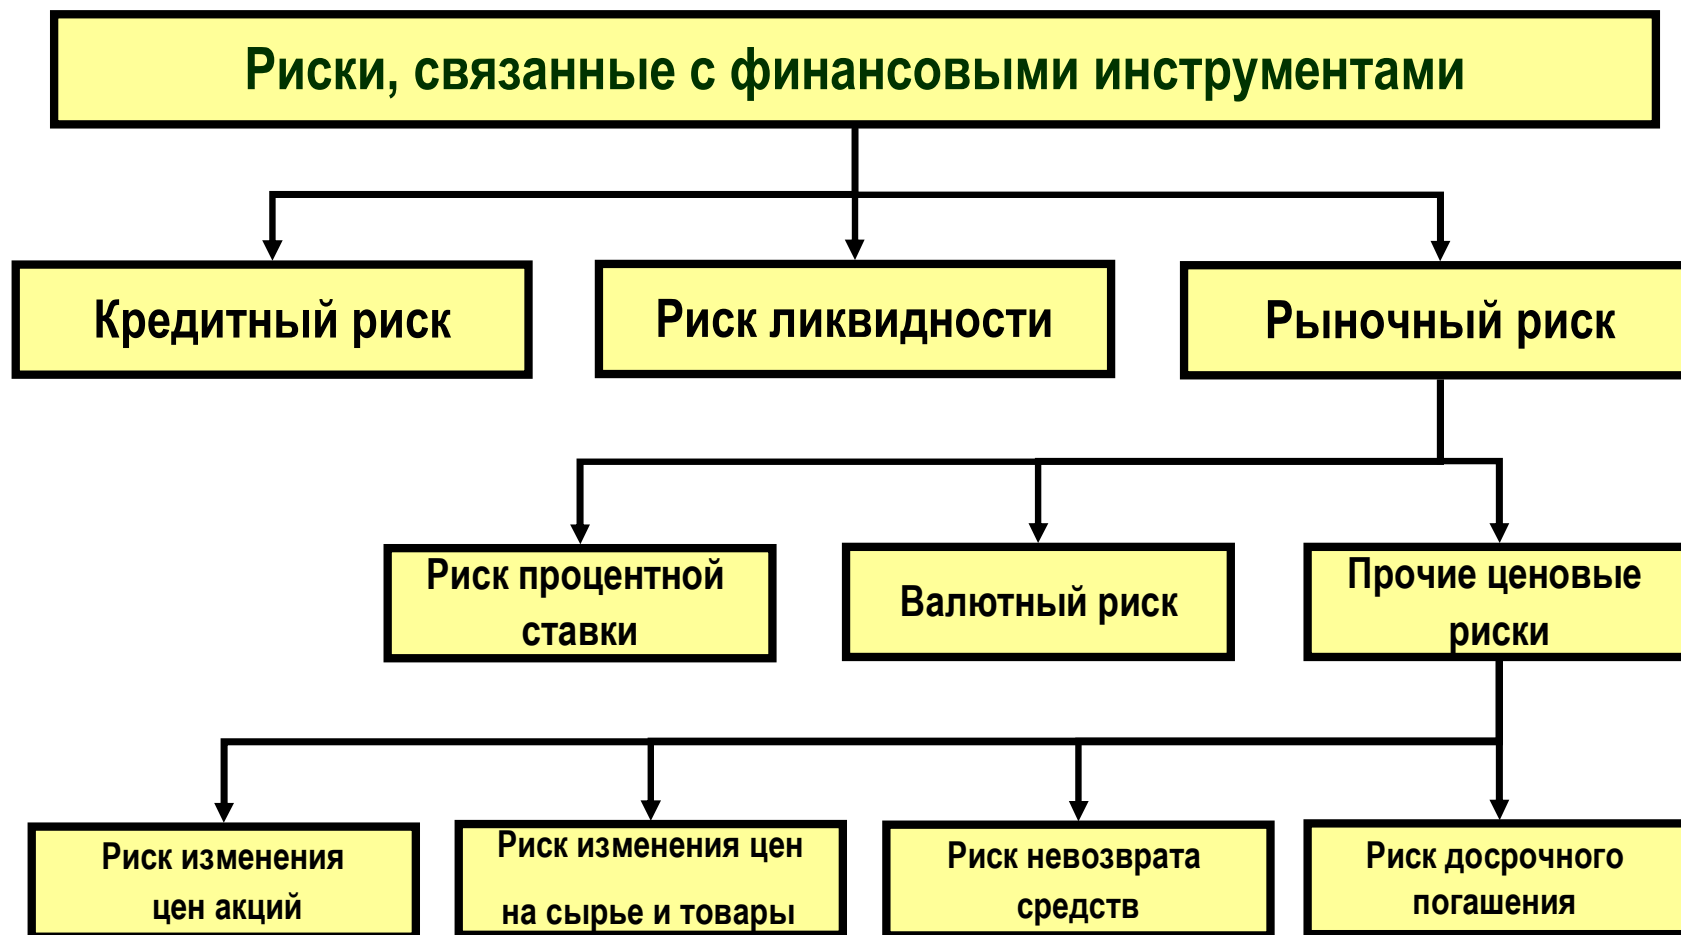 Риски, связанные с финансовыми инструментами
Кредитный риск
Риск ликвидности
Рыночный риск
Риск процентной
ставки
Валютный риск
Прочие ценовые
риски
Риск изменения
цен акций
Риск изменения цен
на сырье и товары
Риск невозврата
средств
Риск досрочного
погашения